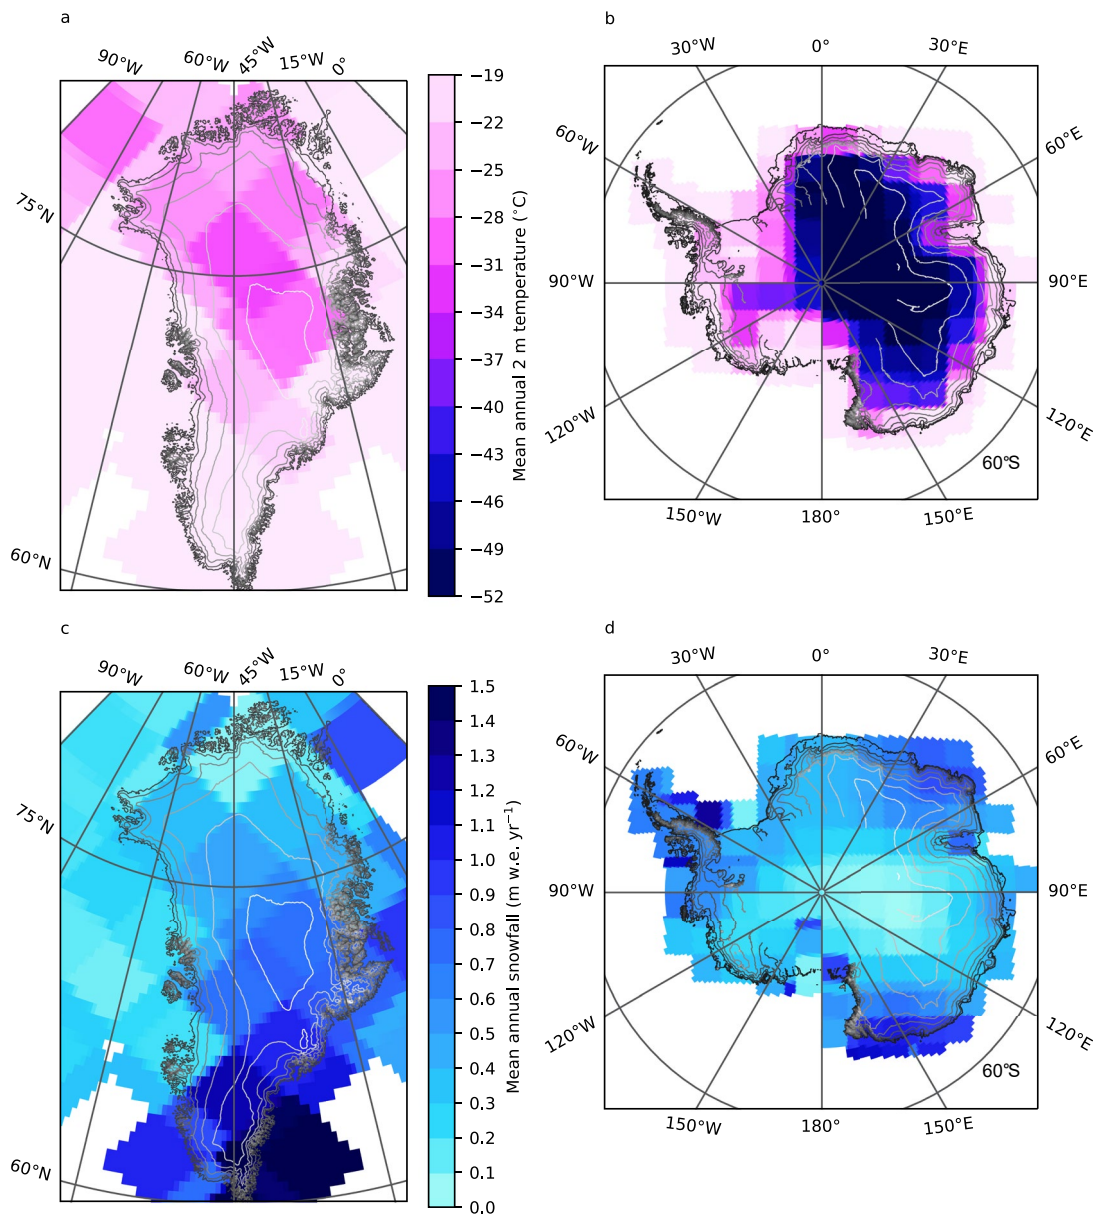 a
90°W
60°W
45°W
15°W
0°
75°N
60°N
−19
−22
−25
−28
−31
−34
−37
−40
−43
−46
−49
−52
Mean annual 2 m temperature (°C)
b
30°W
0°
30°E
60°W
60°E
90°W
90°E
120°W
120°E
60°S
150°W
180°
150°E
c
90°W
60°W
45°W
15°W
0°
75°N
60°N
1.5
1.4
1.3
1.2
1.1
1.0
0.9
0.8
0.7
0.6
0.5
0.4
0.3
0.2
0.1
0.0
Mean annual snowfall (m w.e. yr⁻¹)
d
30°W
0°
30°E
60°W
60°E
90°W
90°E
120°W
120°E
60°S
150°W
180°
150°E